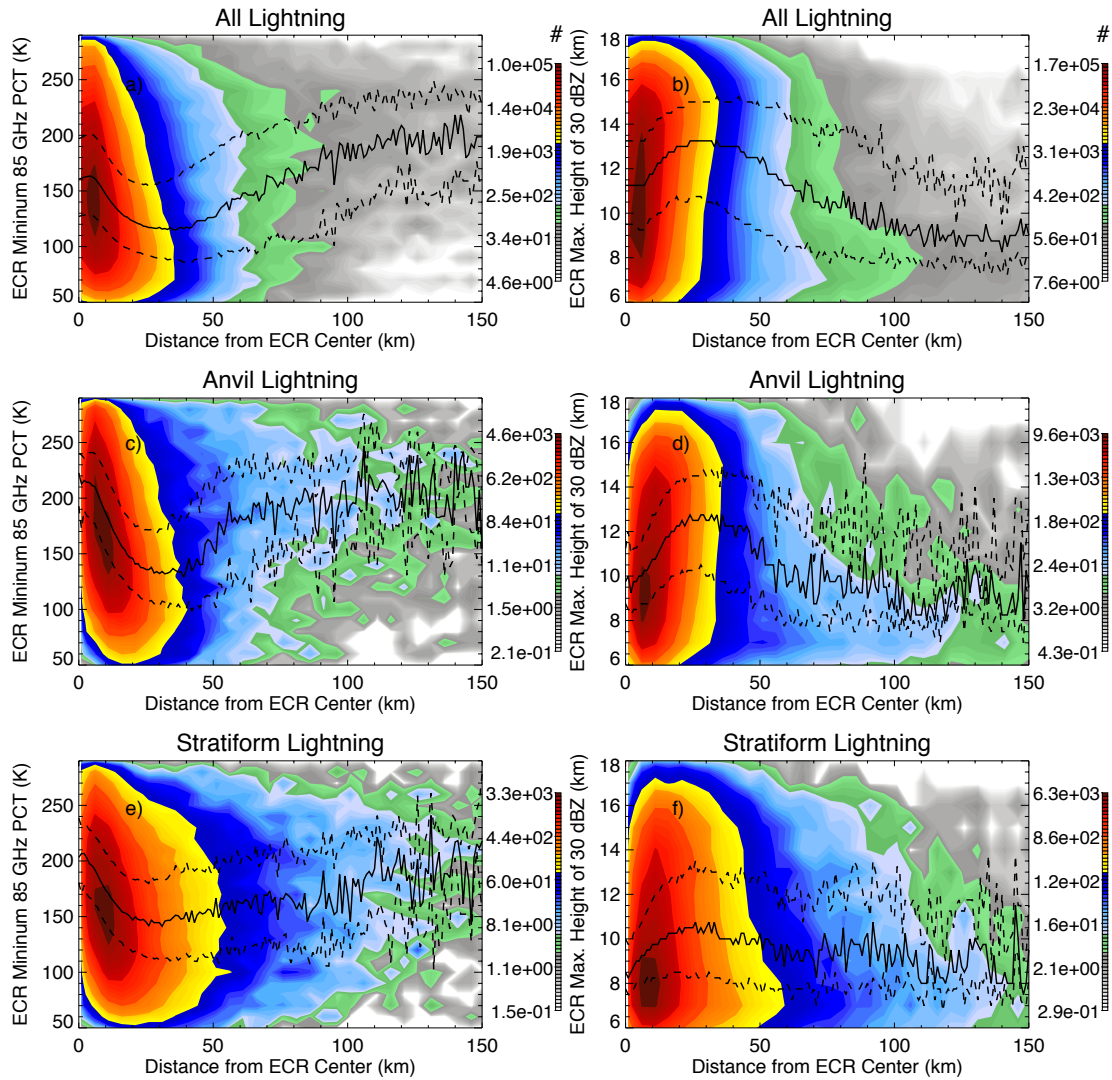 All Lightning
ECR Minimum 85 GHz PCT (K)
250
200
150
100
50
a)
0 50 100 150
Distance from ECR Center (km)
#
1.0e+05
1.4e+04
1.9e+03
2.5e+02
3.4e+01
4.6e+00
All Lightning
ECR Max. Height of 30 dBZ (km)
18
16
14
12
10
8
6
b)
0 50 100 150
Distance from ECR Center (km)
#
1.7e+05
2.3e+04
3.1e+03
4.2e+02
5.6e+01
7.6e+00
Anvil Lightning
ECR Minimum 85 GHz PCT (K)
250
200
150
100
50
c)
0 50 100 150
Distance from ECR Center (km)
4.6e+03
6.2e+02
8.4e+01
1.1e+01
1.5e+00
2.1e-01
Anvil Lightning
ECR Max. Height of 30 dBZ (km)
18
16
14
12
10
8
6
d)
0 50 100 150
Distance from ECR Center (km)
9.6e+03
1.3e+03
1.8e+02
2.4e+01
3.2e+00
4.3e-01
Stratiform Lightning
ECR Minimum 85 GHz PCT (K)
250
200
150
100
50
e)
0 50 100 150
Distance from ECR Center (km)
3.3e+03
4.4e+02
6.0e+01
8.1e+00
1.1e+00
1.5e-01
Stratiform Lightning
ECR Max. Height of 30 dBZ (km)
18
16
14
12
10
8
6
f)
0 50 100 150
Distance from ECR Center (km)
6.3e+03
8.6e+02
1.2e+02
1.6e+01
2.1e+00
2.9e-01